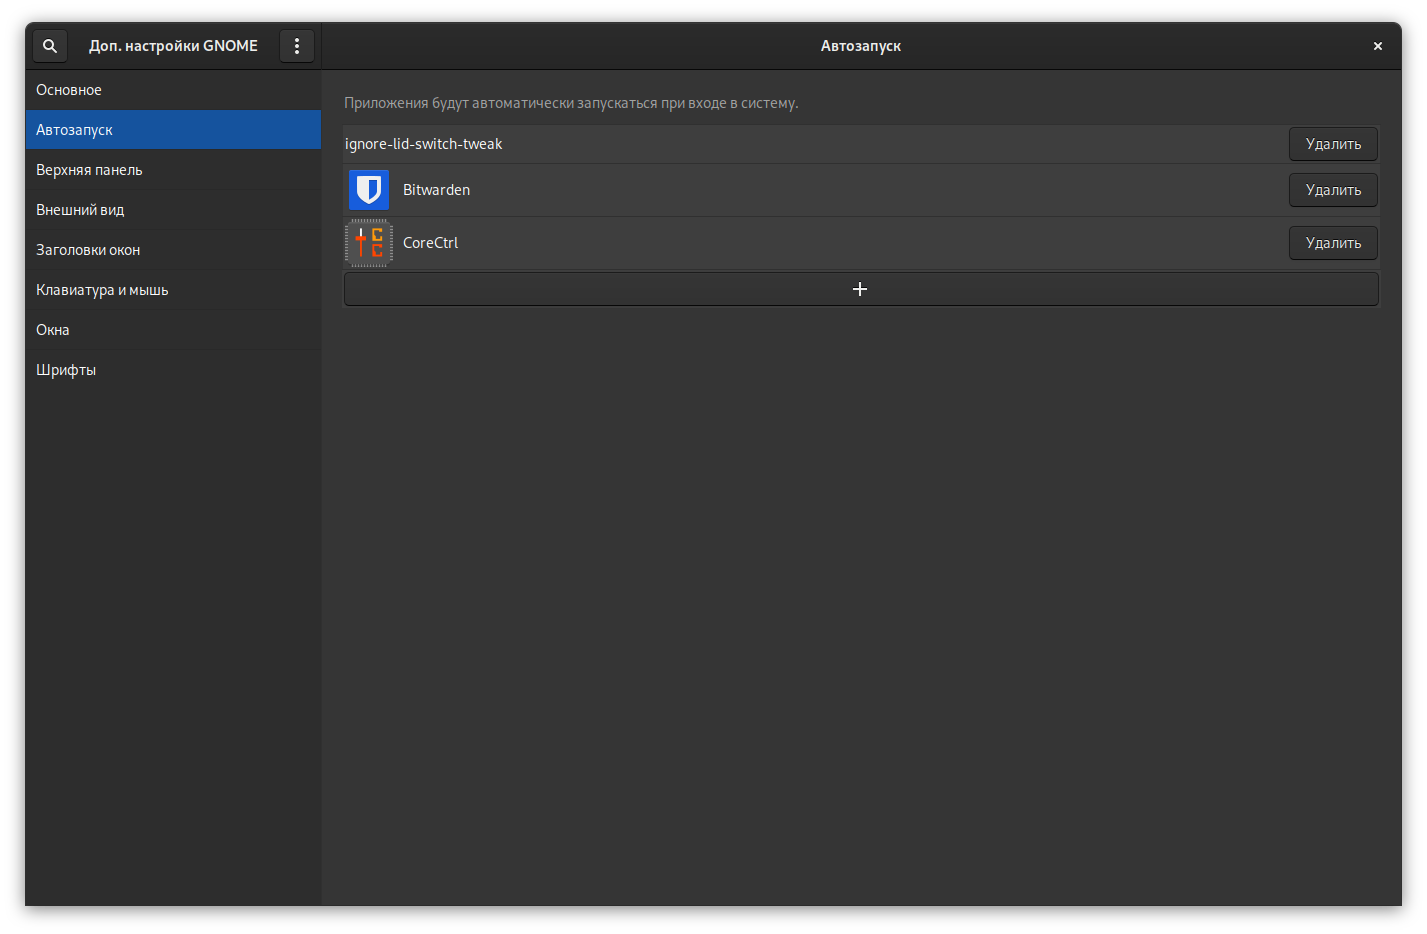 Доп. настройки GNOME
Автозапуск
Основное
Автозапуск
Верхняя панель
Внешний вид
Заголовки окон
Клавиатура и мышь
Окна
Шрифты
Приложения будут автоматически запускаться при входе в систему.
ignore-lid-switch-tweak Удалить
Bitwarden Удалить
CoreCtrl Удалить